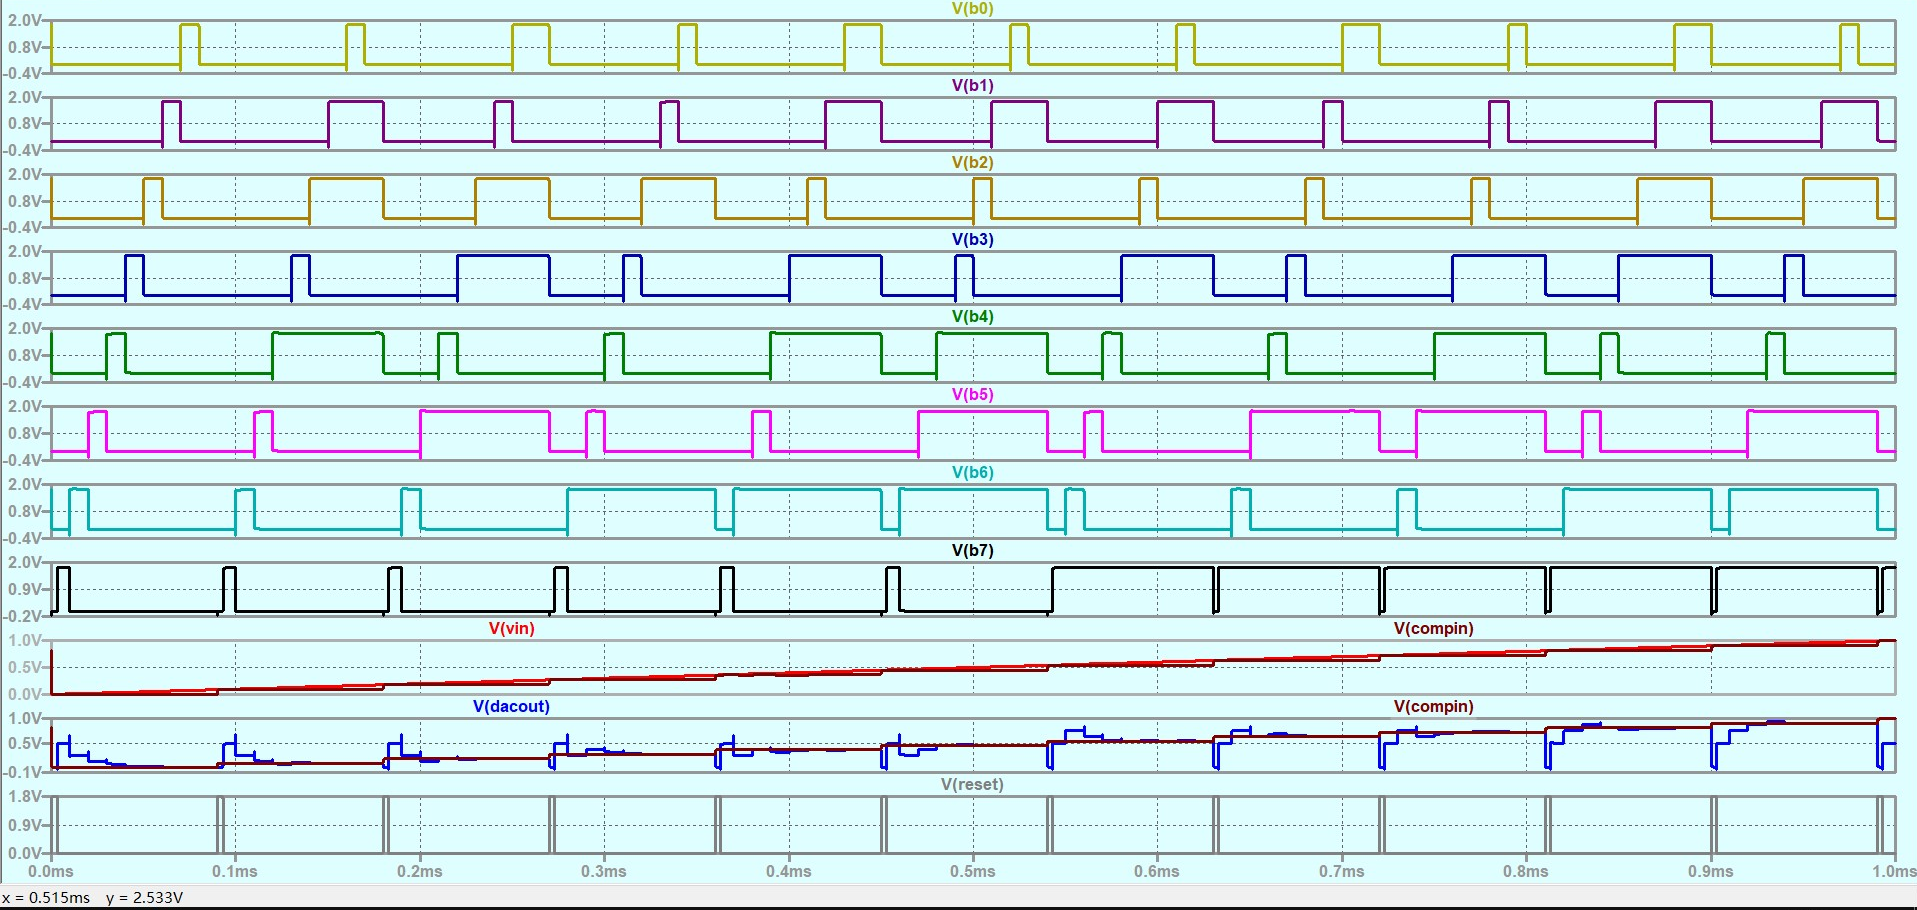 V(b0)
2.0V
0.8V
-0.4V
V(b1)
2.0V
0.8V
-0.4V
V(b2)
2.0V
0.8V
-0.4V
V(b3)
2.0V
0.8V
-0.4V
V(b4)
2.0V
0.8V
-0.4V
V(b5)
2.0V
0.8V
-0.4V
V(b6)
2.0V
0.8V
-0.4V
V(b7)
2.0V
0.9V
-0.2V
V(vin) V(compin)
1.0V
0.5V
0.0V
V(dacout) V(compin)
1.0V
0.5V
-0.1V
V(reset)
1.8V
0.9V
0.0V
0.0ms 0.1ms 0.2ms 0.3ms 0.4ms 0.5ms 0.6ms 0.7ms 0.8ms 0.9ms 1.0ms
x = 0.515ms y = 2.533V